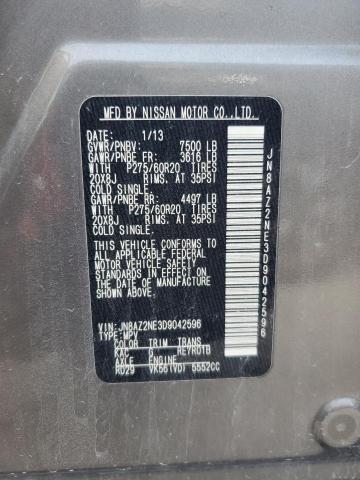 MFD BY NISSAN MOTOR CO.,LTD.
DATE: 1/13
GVWR/PNBV: 7500 LB
GAWR/PNBE FR: 3616 LB
WITH P275/60R20 TIRES
20X8J RIMS. AT 35PSI
COLD SINGLE.
GAWR/PNBE RR: 4497 LB
WITH P275/60R20 TIRES
20X8J RIMS. AT 35PSI
COLD SINGLE.
THIS VEHICLE CONFORMS TO ALL
APPLICABLE FEDERAL MOTOR
VEHICLE SAFETY STANDARDS
IN EFFECT ON THE DATE
OF THE MANUFACTURE
SHOWN ABOVE.
VIN: JN8AZ2NE3D9042596
TYPE: MPV
COLOR TRIM TRANS
KAK G RE7R01B
AXLE ENGINE
RD29 VK56(VD) 5552CC
JN8AZ2NE3D9042596